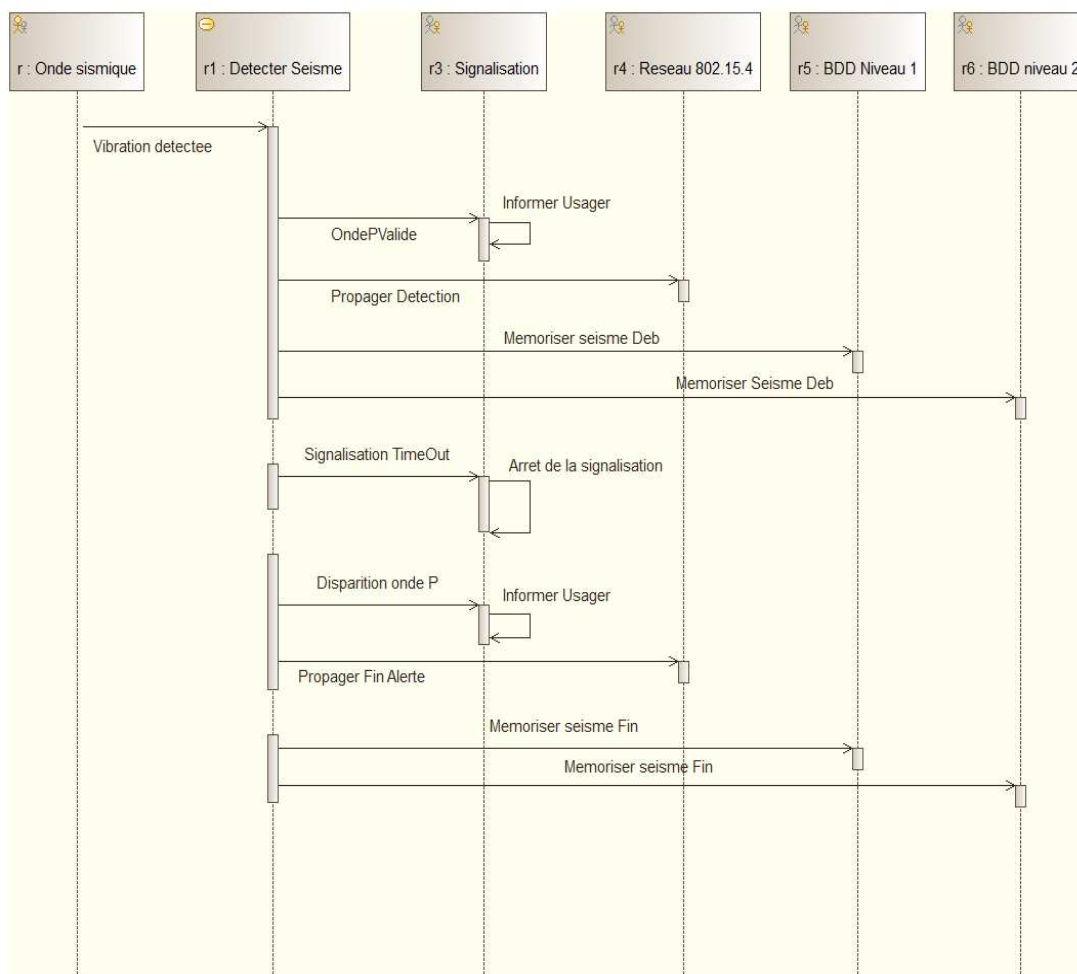 r : Onde sismique
r1 : Detecter Seisme
r3 : Signalisation
r4 : Reseau 802.15.4
r5 : BDD Niveau 1
r6 : BDD niveau 2
Vibration detectee
Informer Usager
OndePValide
Propager Detection
Memoriser seisme Deb
Memoriser Seisme Deb
Signalisation TimeOut
Arret de la signalisation
Disparition onde P
Informer Usager
Propager Fin Alerte
Memoriser seisme Fin
Memoriser seisme Fin